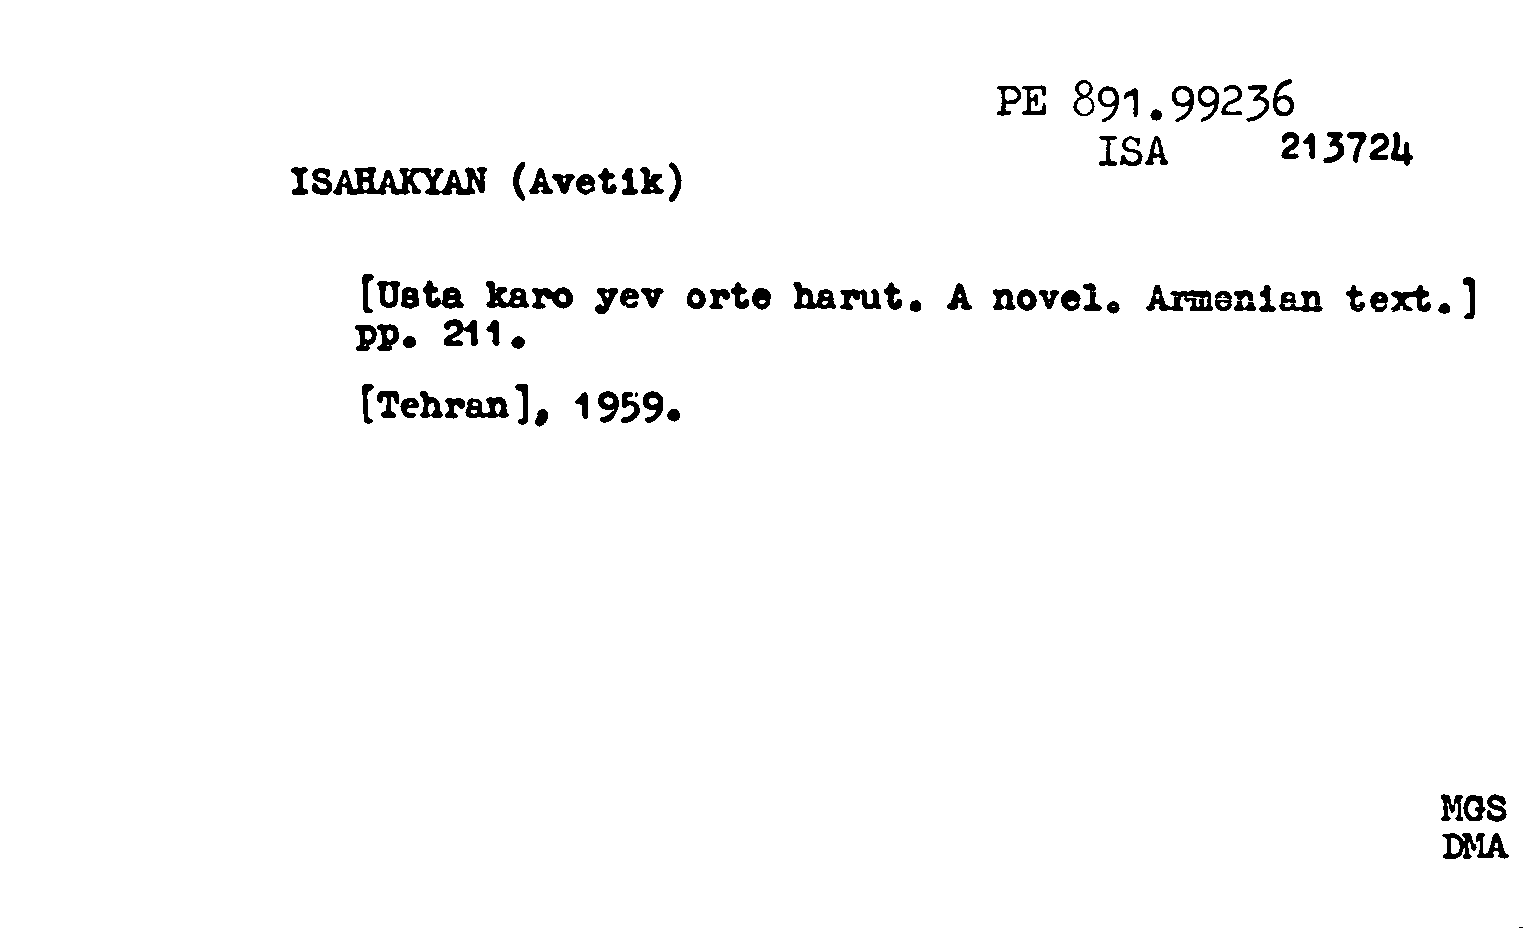 PE 891.99236
ISA 213724
ISAHAKYAN (Avetik)
[Usta karo yev orte harut. A novel. Armenian text.]
pp. 211.
[Tehran], 1959.
MGS
DMA